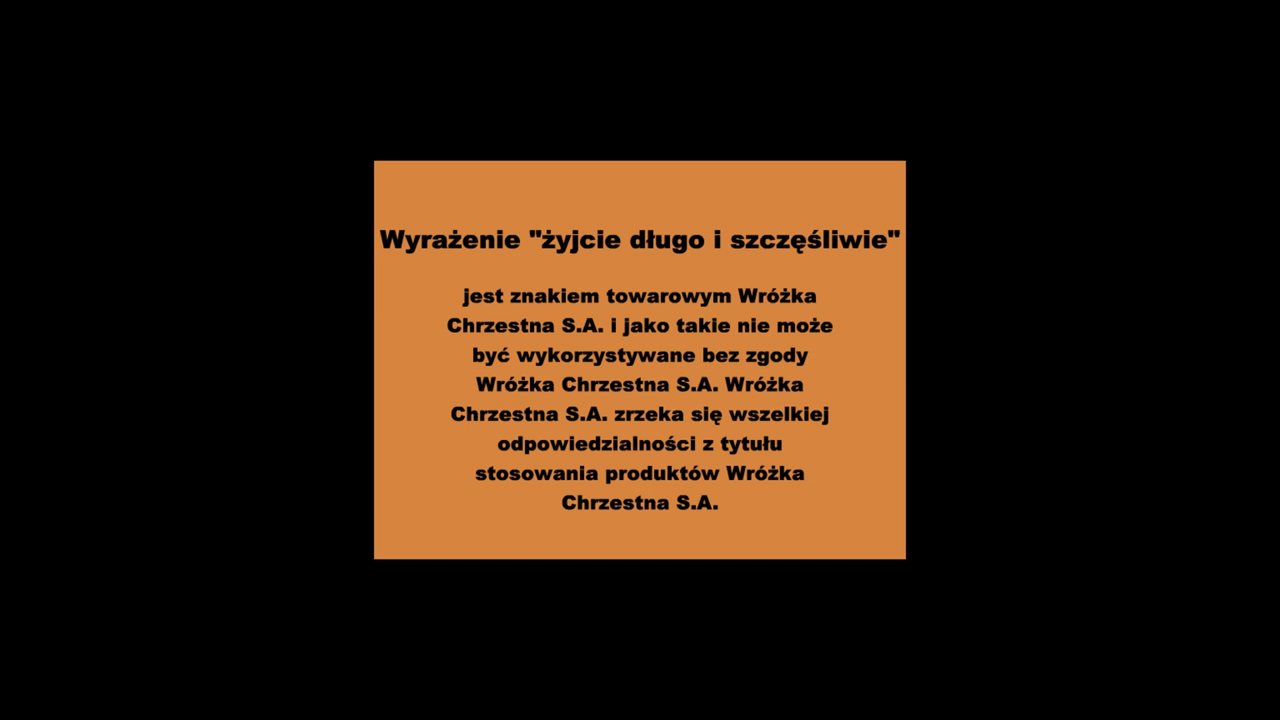 Wyrażenie "żyjcie długo i szczęśliwie"
jest znakiem towarowym Wróżka
Chrzestna S.A. i jako takie nie może
być wykorzystywane bez zgody
Wróżka Chrzestna S.A. Wróżka
Chrzestna S.A. zrzeka się wszelkiej
odpowiedzialności z tytułu
stosowania produktów Wróżka
Chrzestna S.A.